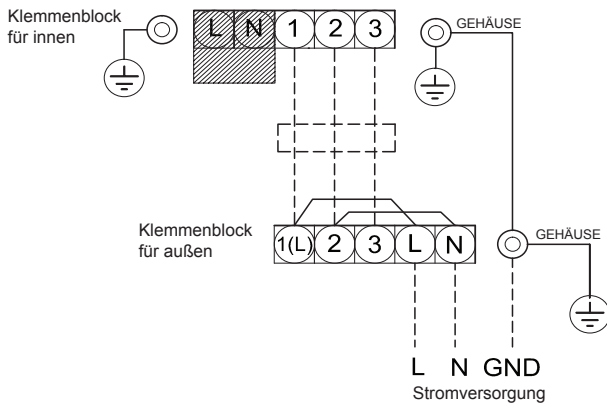 Klemmenblock
für innen
L N 1 2 3
GEHÄUSE
Klemmenblock
für außen
1(L) 2 3 L N
GEHÄUSE
L N GND
Stromversorgung